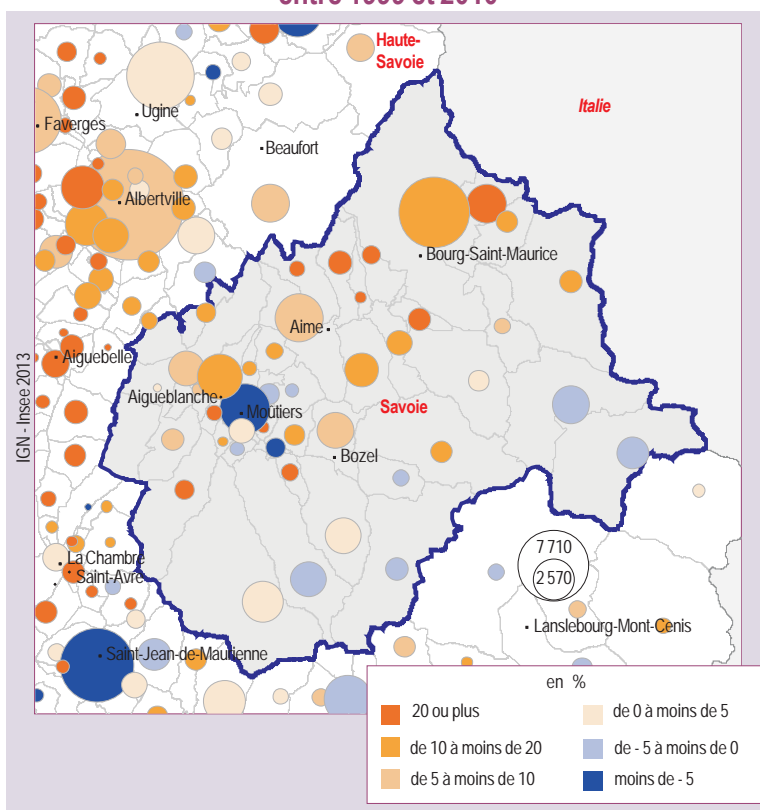 entre 1999 et 2010
Haute-
Savoie
Italie
Ugine
Faverges
Beaufort
Albertville
Bourg-Saint-Maurice
Aime
Aiguebelle
Savoie
Aigueblanche
Moûtiers
Bozel
IGN - Insee 2013
La Chambre
Saint-Avre
7 710
2 570
Lanslebourg-Mont-Cenis
Saint-Jean-de-Maurienne
en %
20 ou plus
de 0 à moins de 5
de 10 à moins de 20
de - 5 à moins de 0
de 5 à moins de 10
moins de - 5